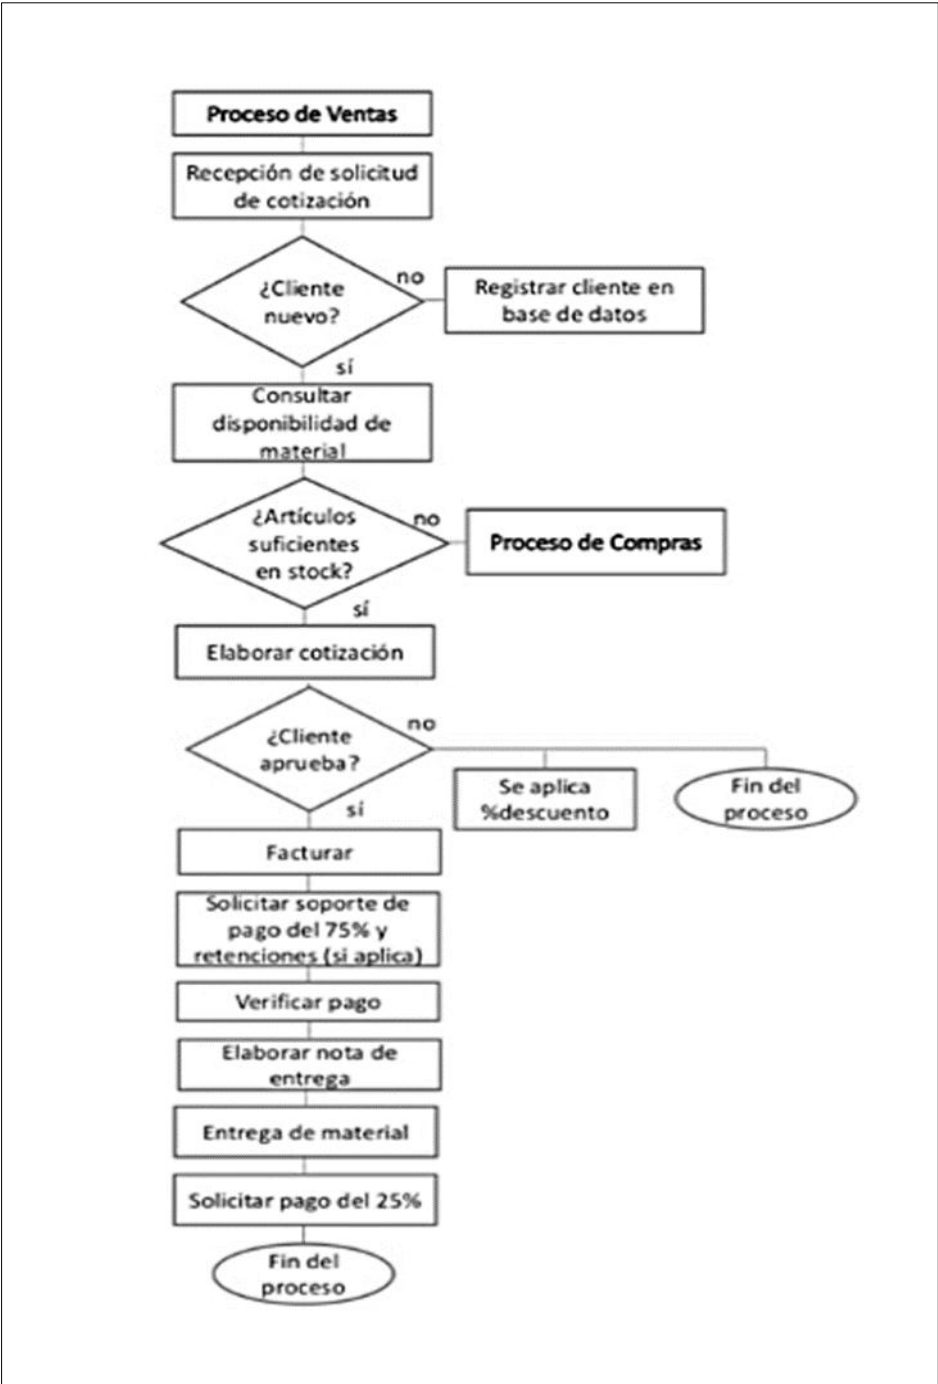 Proceso de Ventas
Recepción de solicitud
de cotización
¿Cliente
nuevo?
no
Registrar cliente en
base de datos
sí
Consultar
disponibilidad de
material
¿Artículos
suficientes
en stock?
no
Proceso de Compras
sí
Elaborar cotización
¿Cliente
aprueba?
no
Se aplica
%descuento
Fin del
proceso
sí
Facturar
Solicitar soporte de
pago del 75% y
retenciones (si aplica)
Verificar pago
Elaborar nota de
entrega
Entrega de material
Solicitar pago del 25%
Fin del
proceso